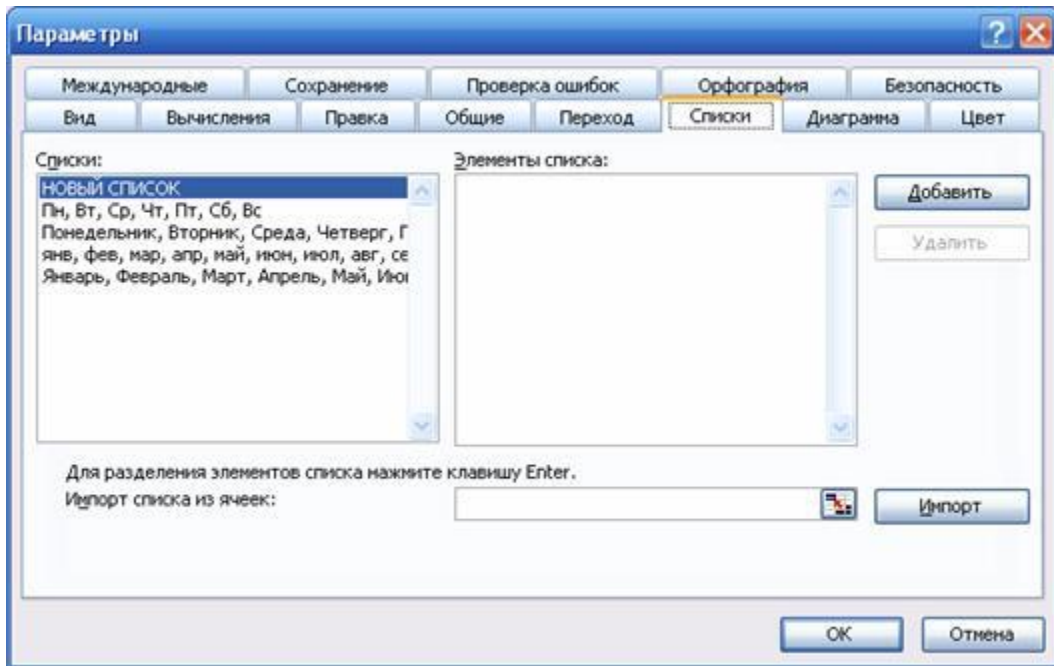 Параметры
Международные Сохранение Проверка ошибок Орфография Безопасность
Вид Вычисления Правка Общие Переход Списки Диаграмма Цвет
Списки:
Элементы списка:
НОВЫЙ СПИСОК
Пн, Вт, Ср, Чт, Пт, Сб, Вс
Понедельник, Вторник, Среда, Четверг, П
янв, фев, мар, апр, май, июн, июл, авг, се
Январь, Февраль, Март, Апрель, Май, Июн
Добавить
Удалить
Для разделения элементов списка нажмите клавишу Enter.
Импорт списка из ячеек:
Импорт
ОК Отмена